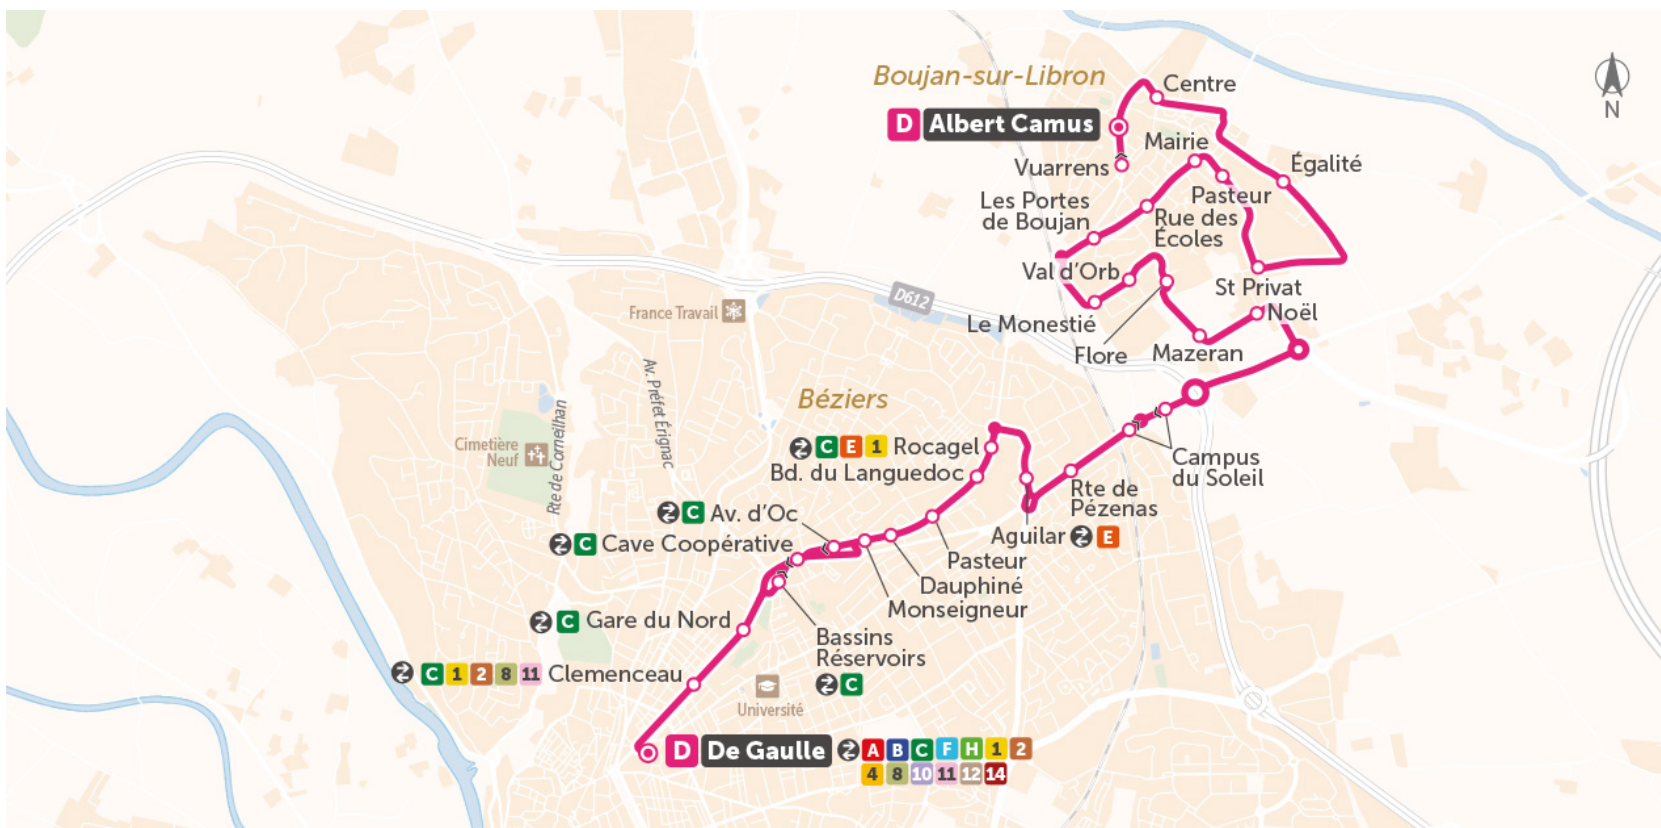 Boujan-sur-Libron
Centre
D Albert Camus
N
Mairie
Vuarrens
Égalité
Les Portes
de Boujan
Pasteur
Rue des
Écoles
Val d'Orb
St Privat
D612
France Travail
Le Monestié
Noël
Flore
Mazeran
Av. Préfet Érignac
Béziers
Rte de Corneilhan
Cimetière
Neuf
C E 1 Rocagel
Bd. du Languedoc
Campus
du Soleil
Rte de
Pézenas
C Av. d'Oc
Aguilar E
C Cave Coopérative
Pasteur
Dauphiné
Monseigneur
C Gare du Nord
Bassins
Réservoirs
C
C 1 2 8 11 Clemenceau
Université
D De Gaulle A B C F H 1 2
4 8 10 11 12 14